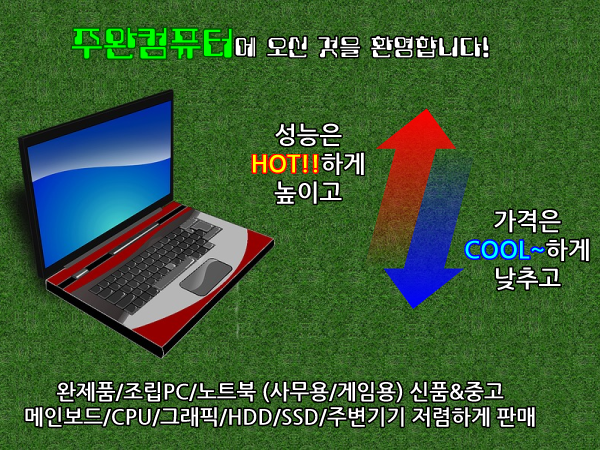 주완컴퓨터에 오신 것을 환영합니다!
성능은
HOT!!하게
높이고
가격은
COOL~하게
낮추고
완제품/조립PC/노트북 (사무용/게임용) 신품&중고
메인보드/CPU/그래픽/HDD/SSD/주변기기 저렴하게 판매